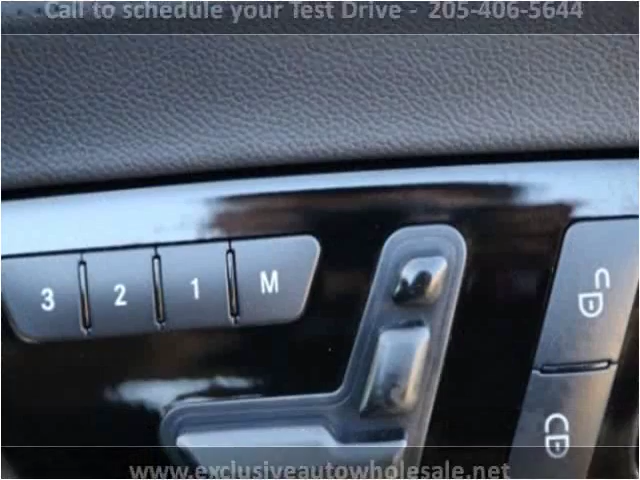 Call to schedule your Test Drive - 205-406-5644
3 2 1 M
www.exclusiveautowholesale.net